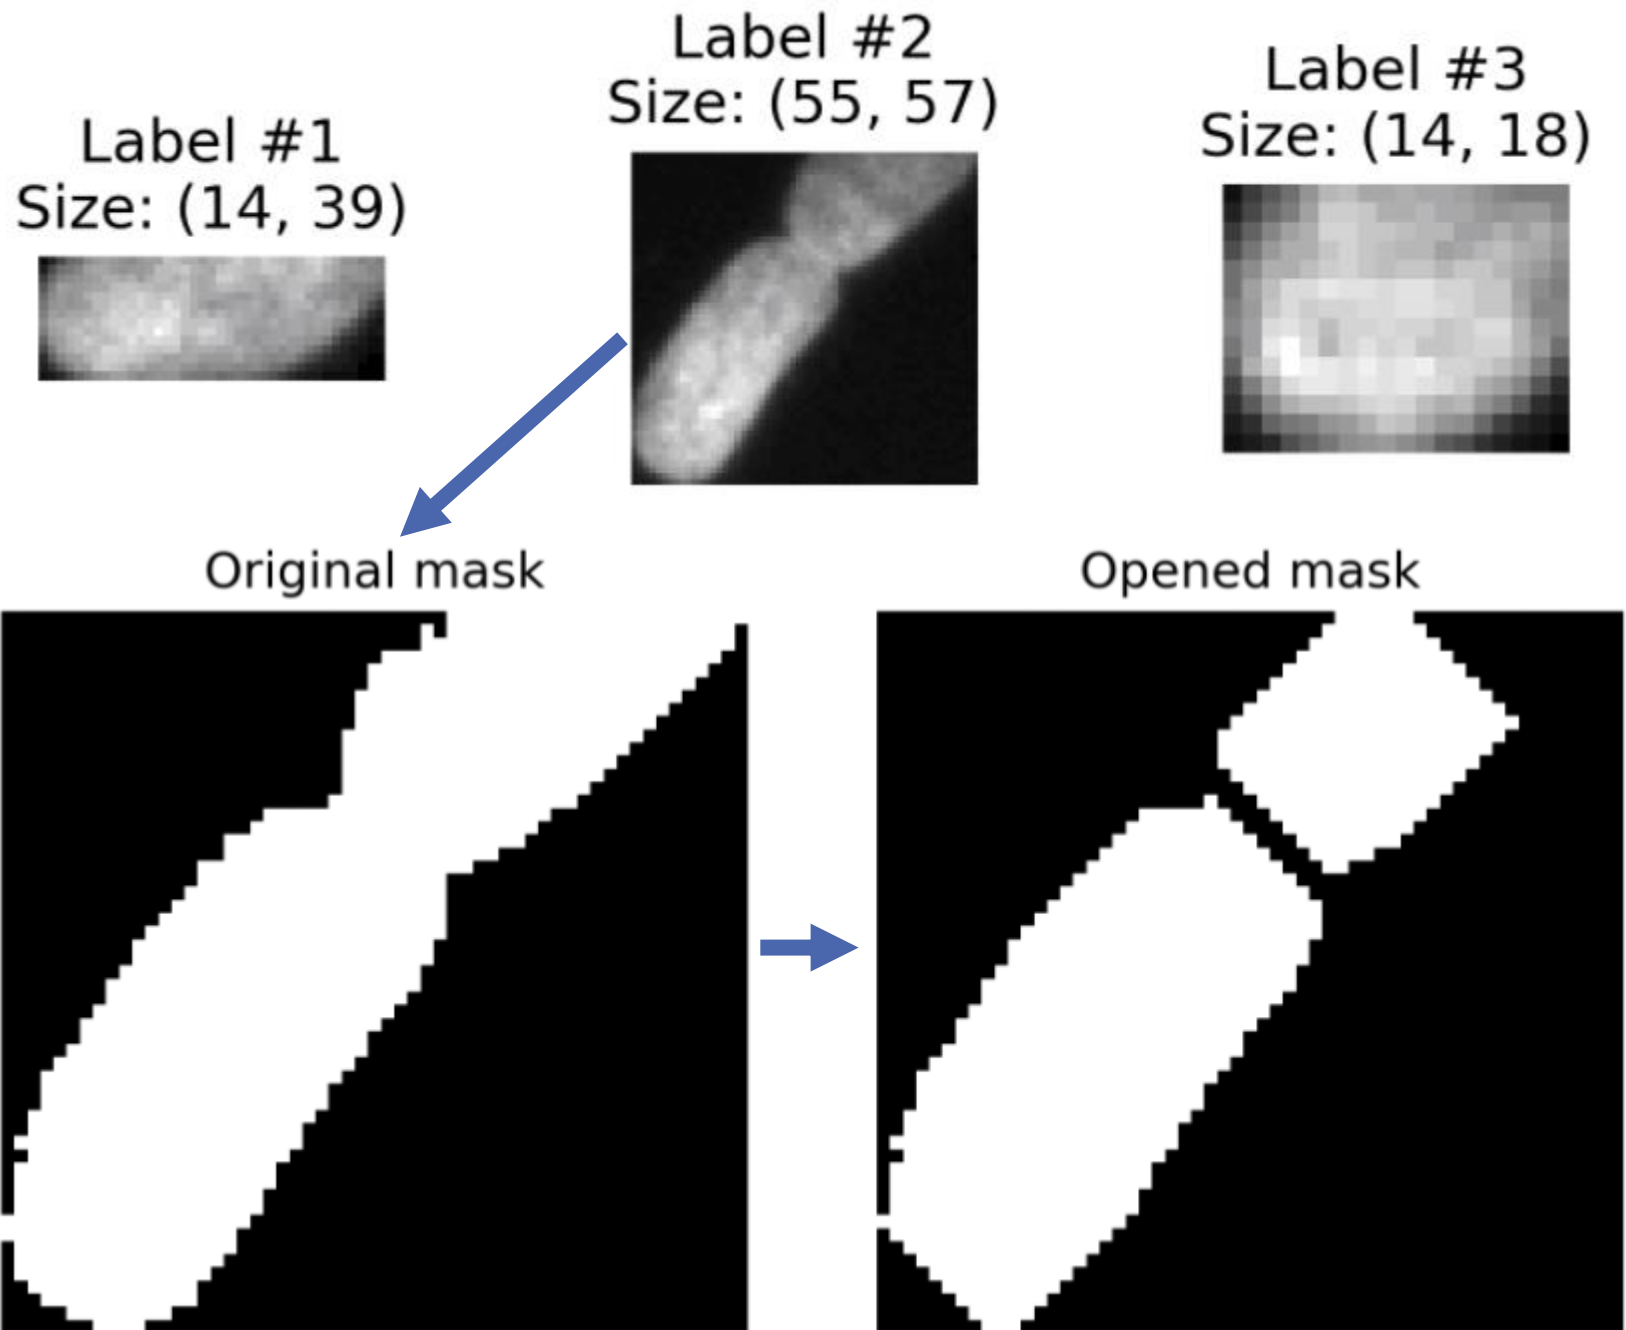 Label #1
Size: (14, 39)
Label #2
Size: (55, 57)
Label #3
Size: (14, 18)
Original mask
Opened mask